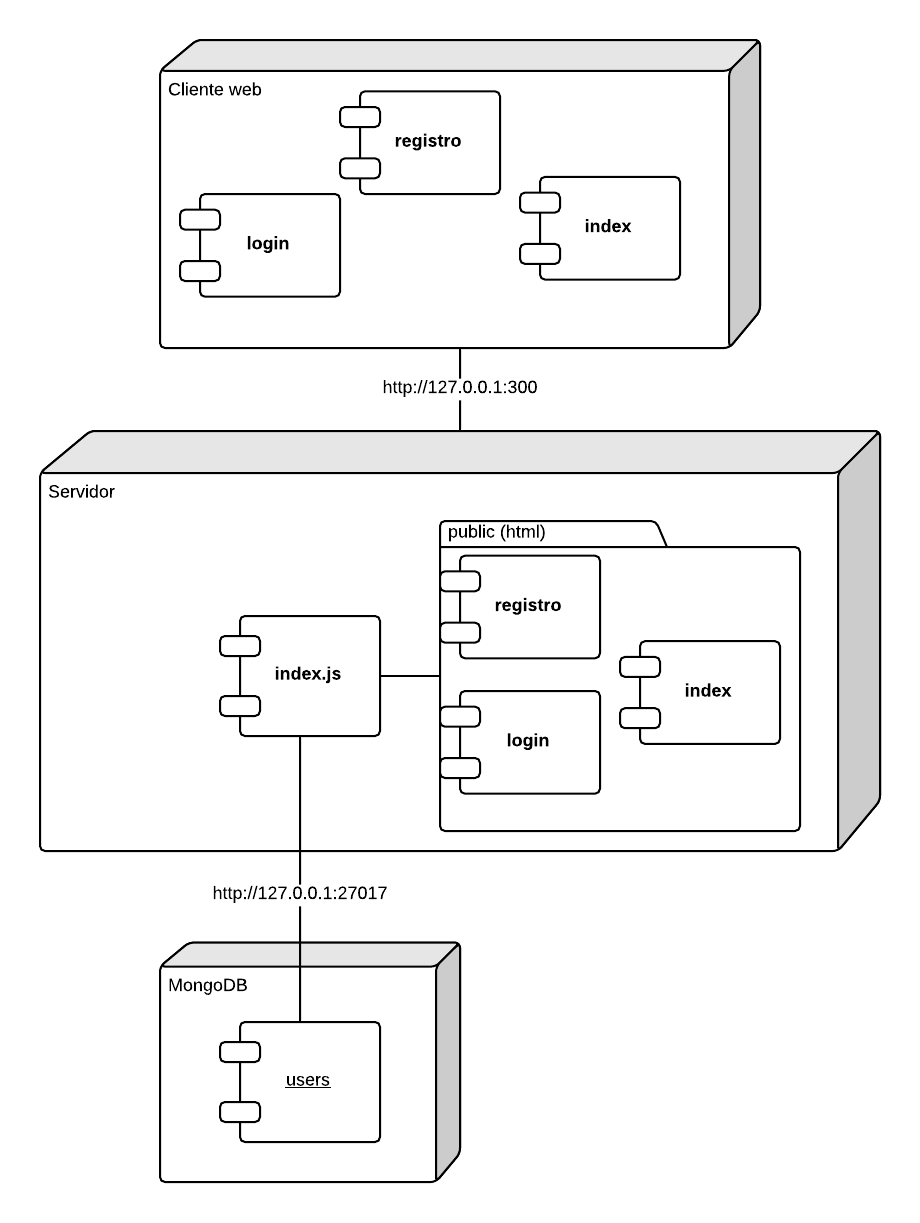 Cliente web
registro
login
index
http://127.0.0.1:300
Servidor
public (html)
registro
index.js
index
login
http://127.0.0.1:27017
MongoDB
users